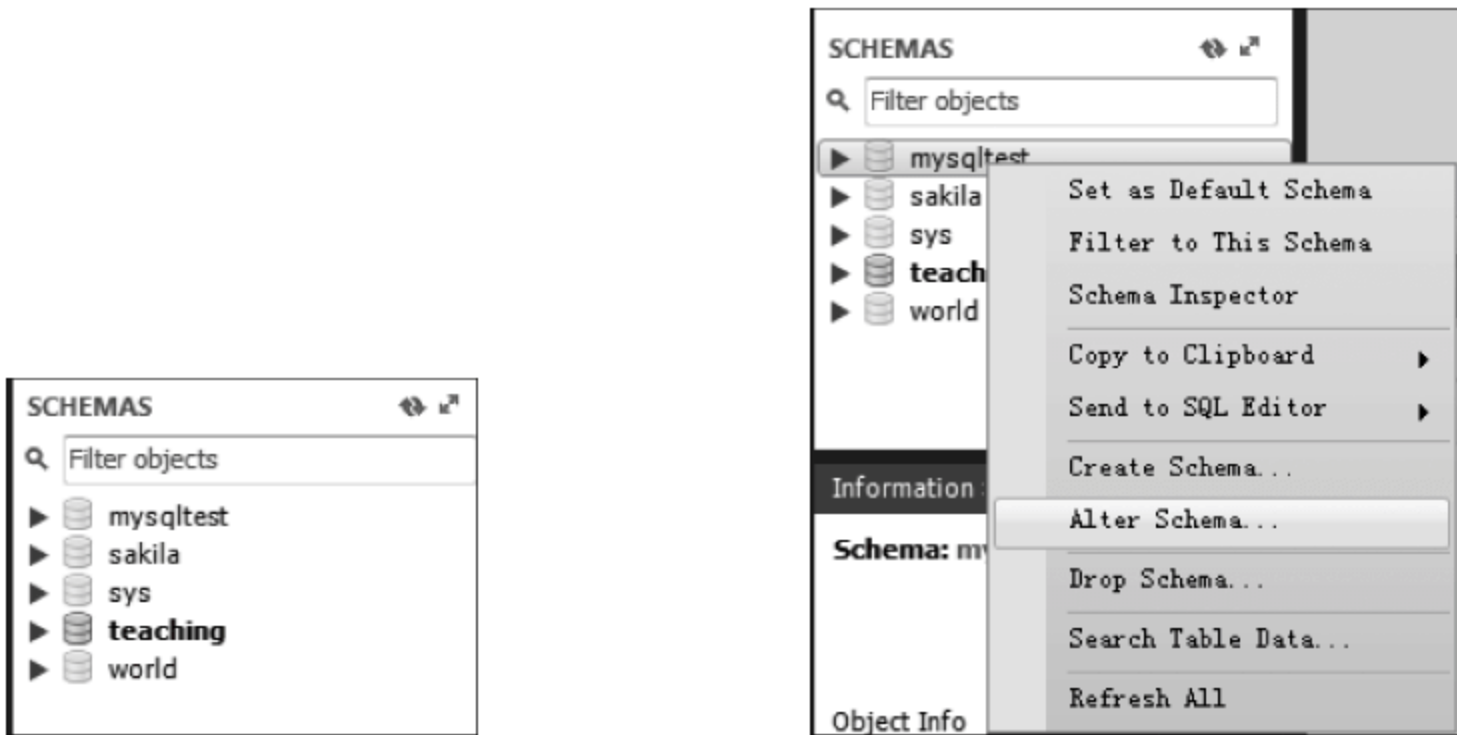 SCHEMAS
Filter objects
mysqltest
sakila
sys
teaching
world
SCHEMAS
Filter objects
mysqltest
sakila
sys
teach
world
Information
Schema: my
Object Info
Set as Default Schema
Filter to This Schema
Schema Inspector
Copy to Clipboard
Send to SQL Editor
Create Schema...
Alter Schema...
Drop Schema...
Search Table Data...
Refresh All